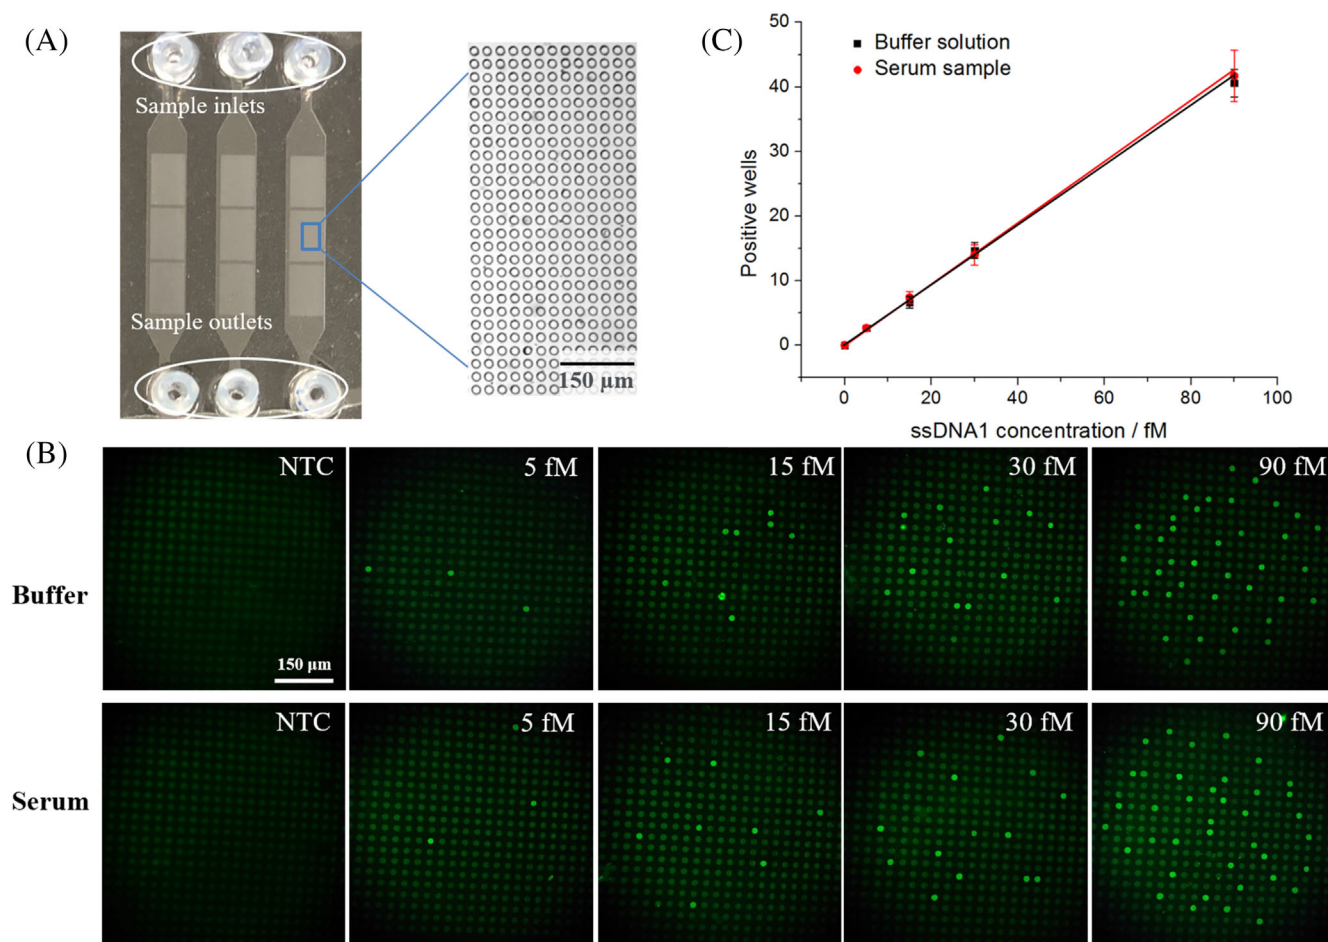 (A)
Sample inlets
Sample outlets
150 µm
(C)
Buffer solution
Serum sample
Positive wells
50
40
30
20
10
0
0 20 40 60 80 100
ssDNA1 concentration / fM
(B)
Buffer
NTC
150 µm
5 fM
15 fM
30 fM
90 fM
Serum
NTC
5 fM
15 fM
30 fM
90 fM